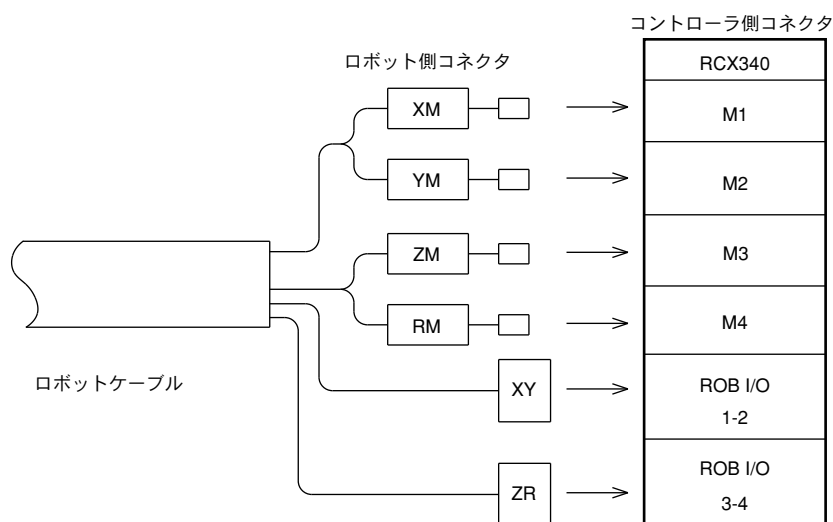 コントローラ側コネクタ
ロボット側コネクタ
RCX340
XM
M1
YM
M2
ZM
M3
RM
M4
ロボットケーブル
XY
ROB I/O
1-2
ZR
ROB I/O
3-4